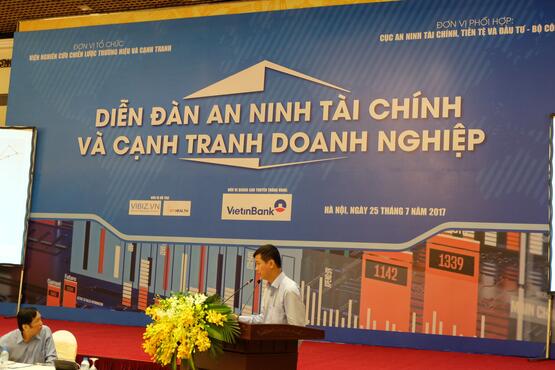 ĐƠN VỊ TỔ CHỨC:
VIỆN NGHIÊN CỨU CHIẾN LƯỢC THƯƠNG HIỆU VÀ CẠNH TRANH
ĐƠN VỊ PHỐI HỢP:
CỤC AN NINH TÀI CHÍNH, TIỀN TỆ VÀ ĐẦU TƯ - BỘ CÔ
DIỄN ĐÀN AN NINH TÀI CHÍNH
VÀ CẠNH TRANH DOANH NGHIỆP
VIBIZ.VN
VietinBank
HÀ NỘI, NGÀY 25 THÁNG 7 NĂM 2017
1142
1339